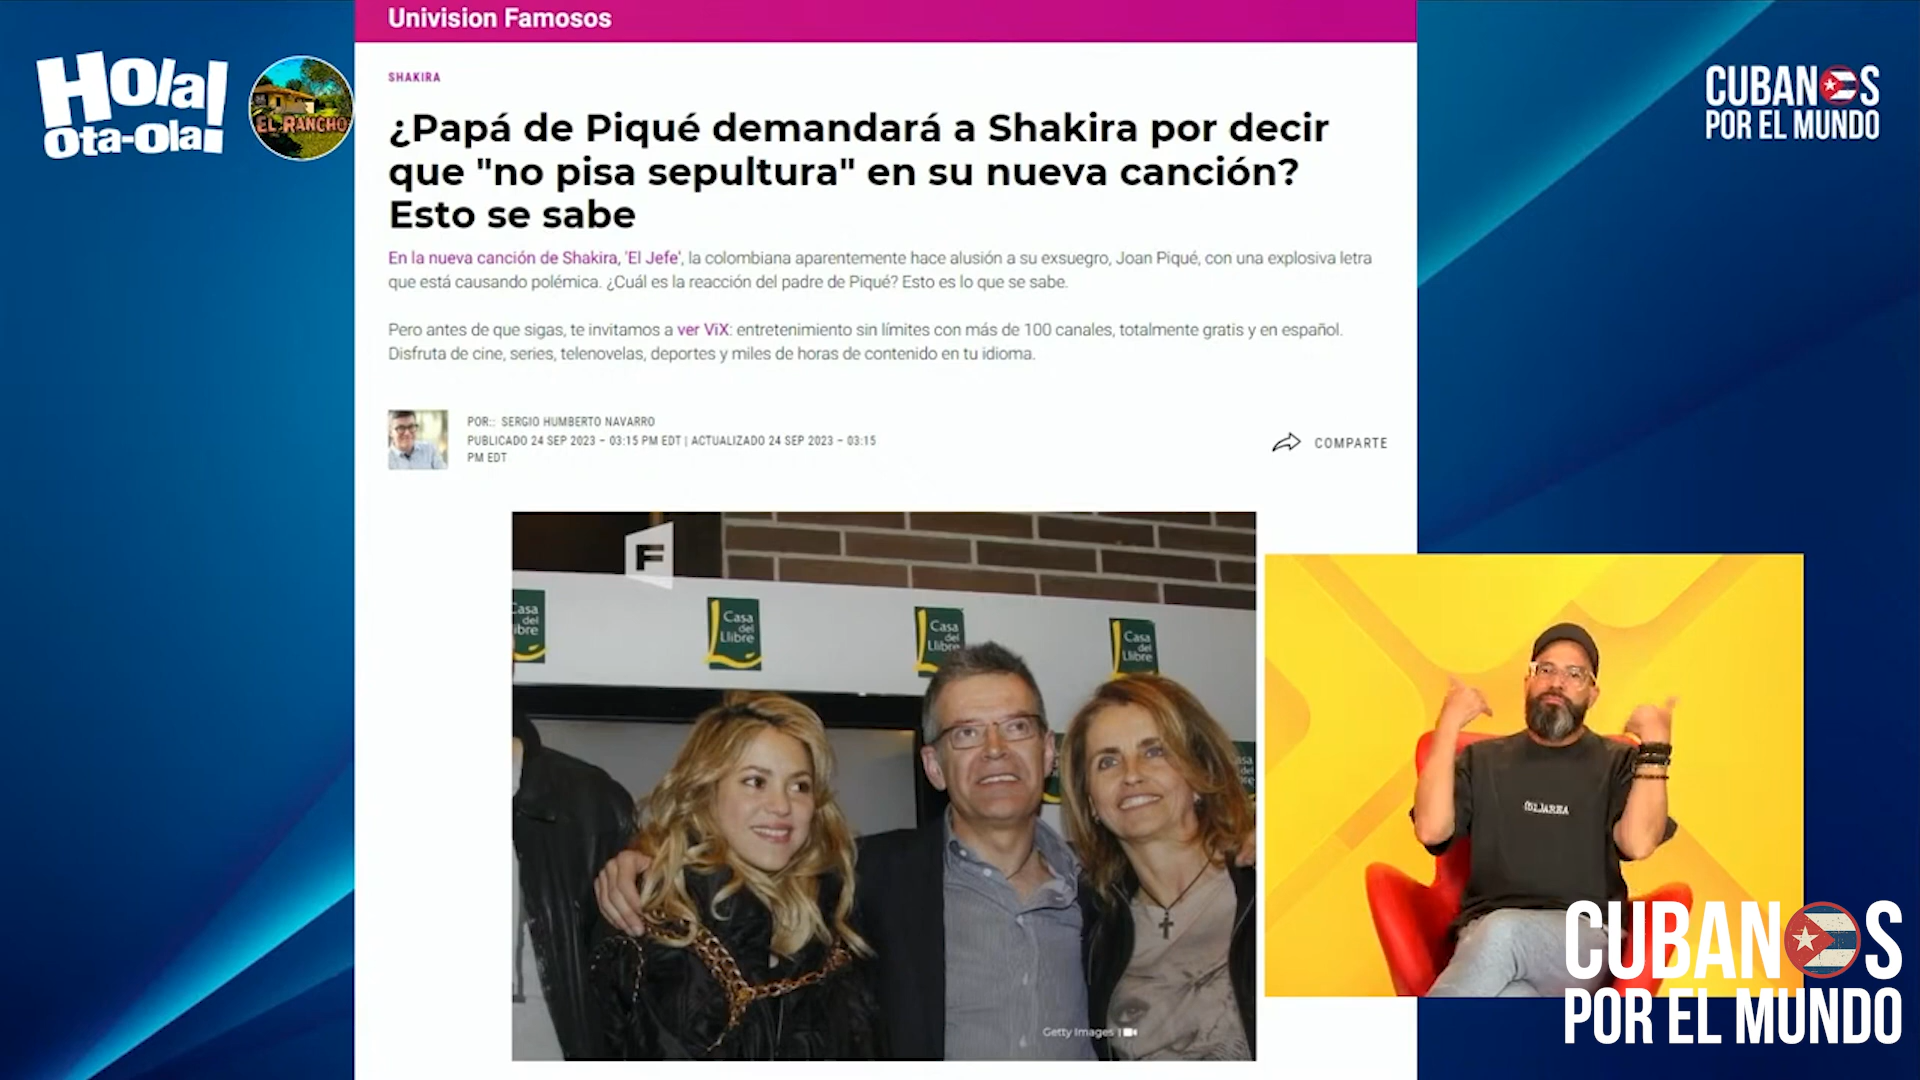 Univision Famosos
Hola!
Ota-Ola!
EL RANCHO
CUBANOS
POR EL MUNDO
SHAKIRA
¿Papá de Piqué demandará a Shakira por decir
que "no pisa sepultura" en su nueva canción?
Esto se sabe
En la nueva canción de Shakira, 'El Jefe', la colombiana aparentemente hace alusión a su exsuegro, Joan Piqué, con una explosiva letra
que está causando polémica. ¿Cuál es la reacción del padre de Piqué? Esto es lo que se sabe.
Pero antes de que sigas, te invitamos a ver ViX: entretenimiento sin límites con más de 100 canales, totalmente gratis y en español.
Disfruta de cine, series, telenovelas, deportes y miles de horas de contenido en tu idioma.
POR:: SERGIO HUMBERTO NAVARRO
PUBLICADO 24 SEP 2023 – 03:15 PM EDT | ACTUALIZADO 24 SEP 2023 – 03:15
PM EDT
COMPARTE
F
Casa
del
Llibre
Casa
del
Llibre
Casa
del
Llibre
Casa
del
Llibre
Getty Images
CUBANOS
POR EL MUNDO